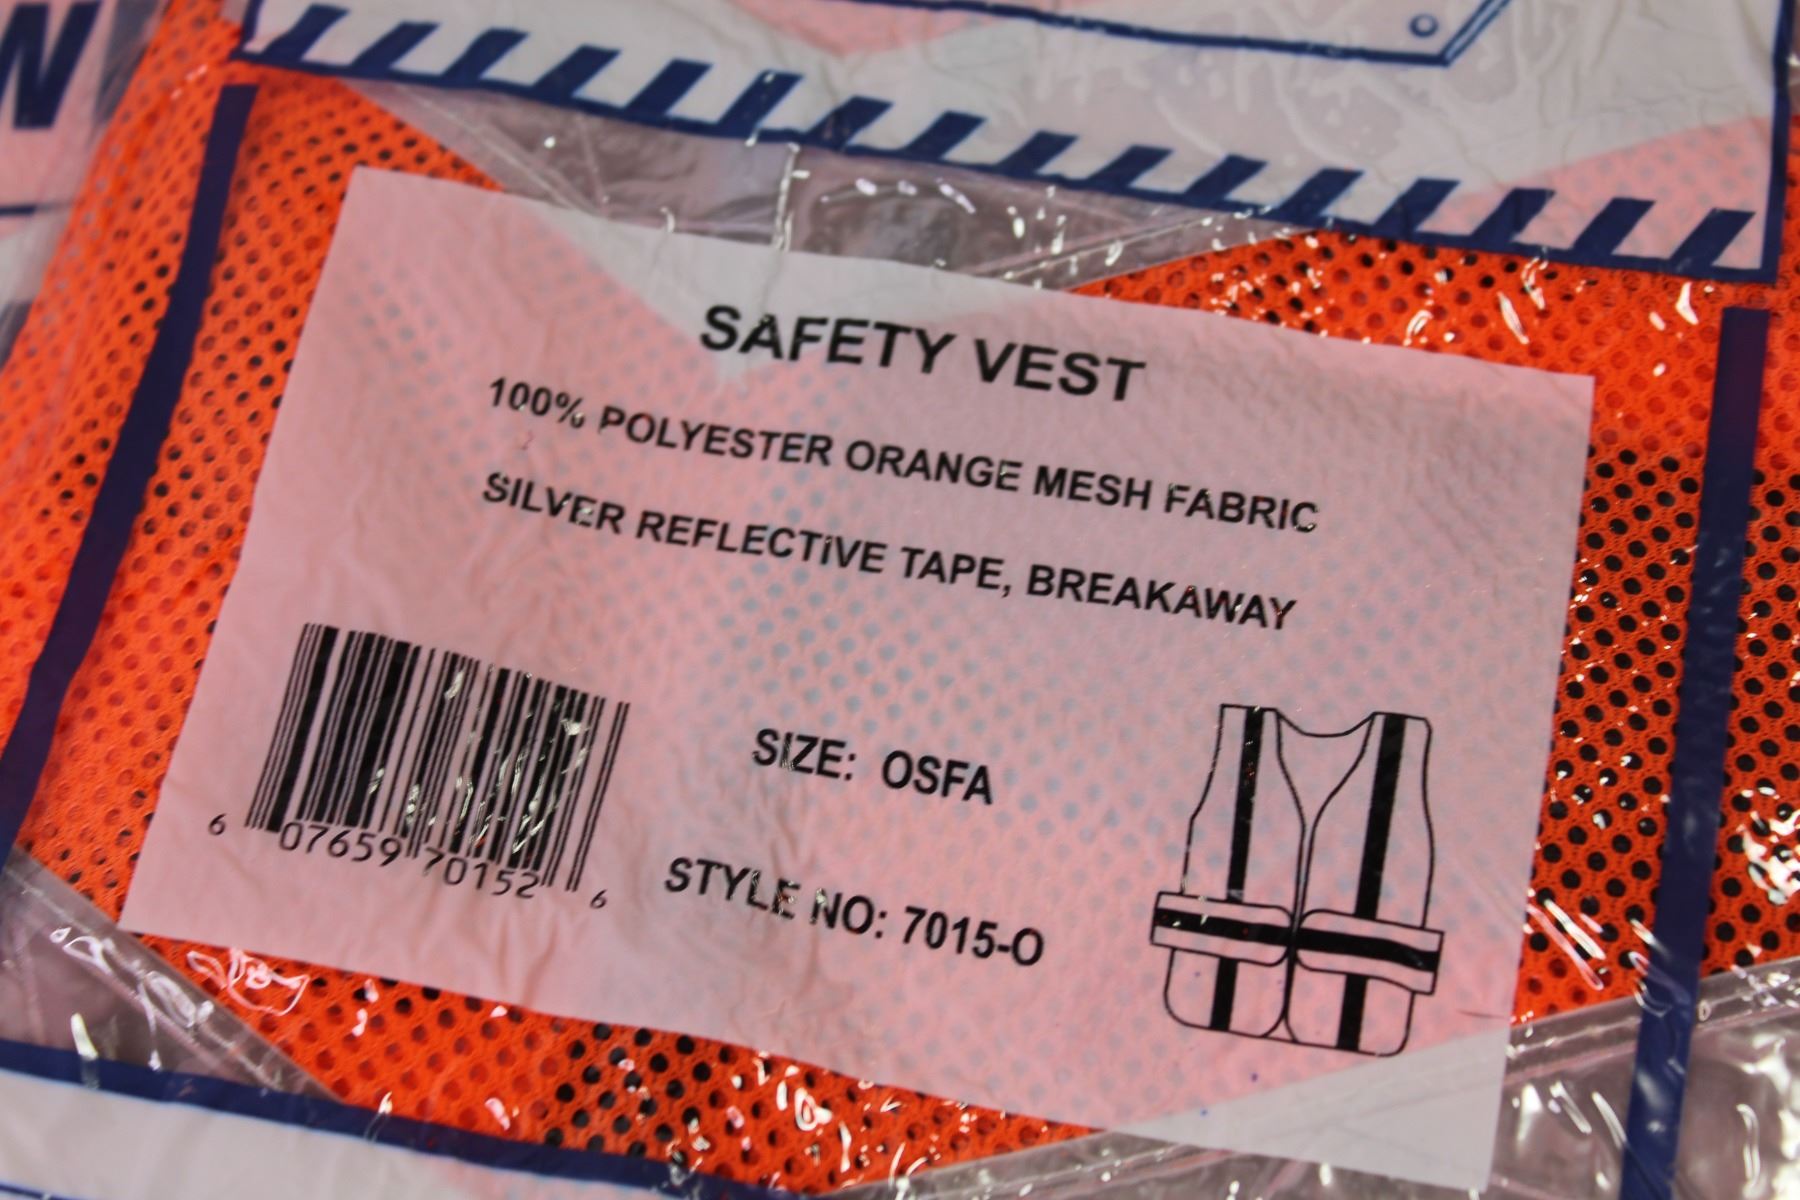 N
SAFETY VEST
100% POLYESTER ORANGE MESH FABRIC
SILVER REFLECTIVE TAPE, BREAKAWAY
SIZE: OSFA
STYLE NO: 7015-O
6 07659 70152 6